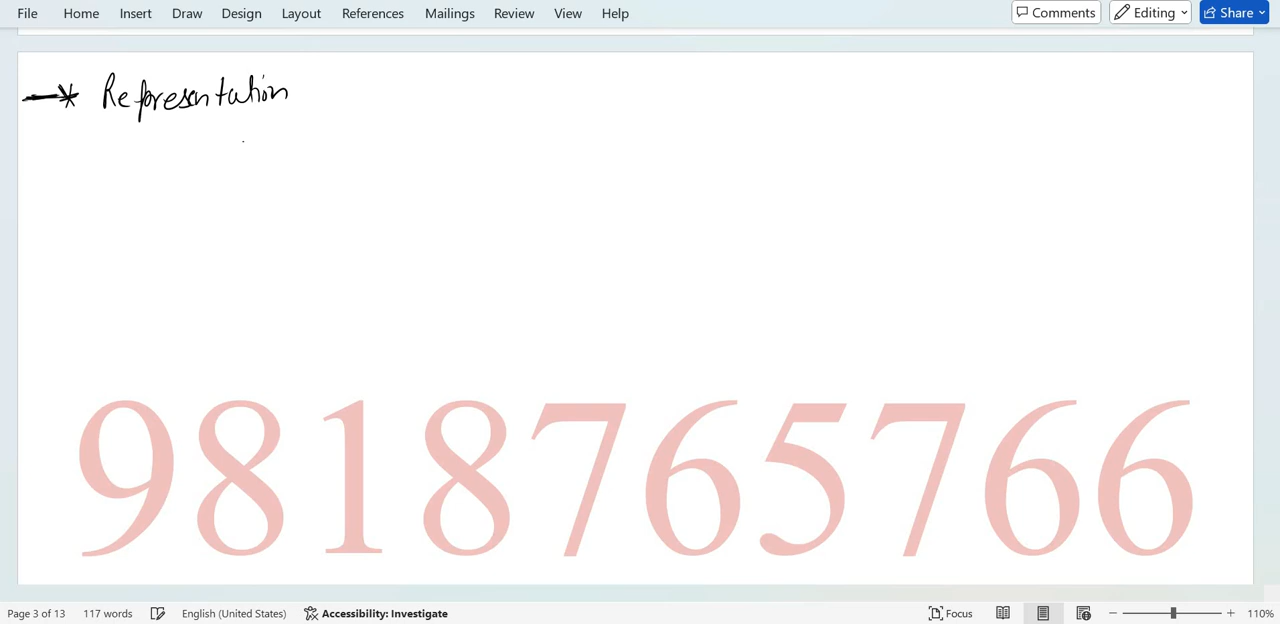 File Home Insert Draw Design Layout References Mailings Review View Help Comments Editing Share
Representation
9818765766
Page 3 of 13 117 words English (United States) Accessibility: Investigate Focus 110%